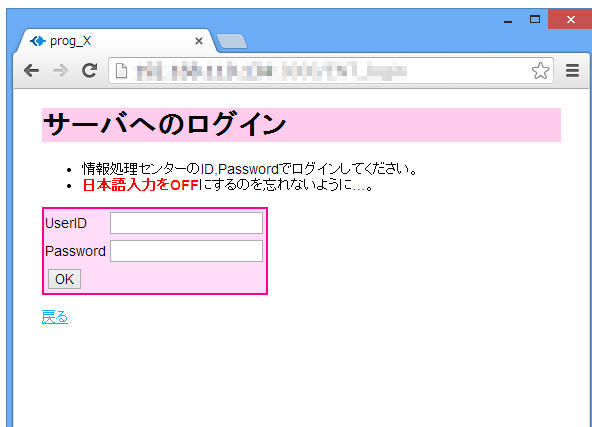 prog_X
サーバへのログイン
情報処理センターのID,Passwordでログインしてください。
日本語入力をOFFにするのを忘れないように…。
UserID
Password
OK
戻る